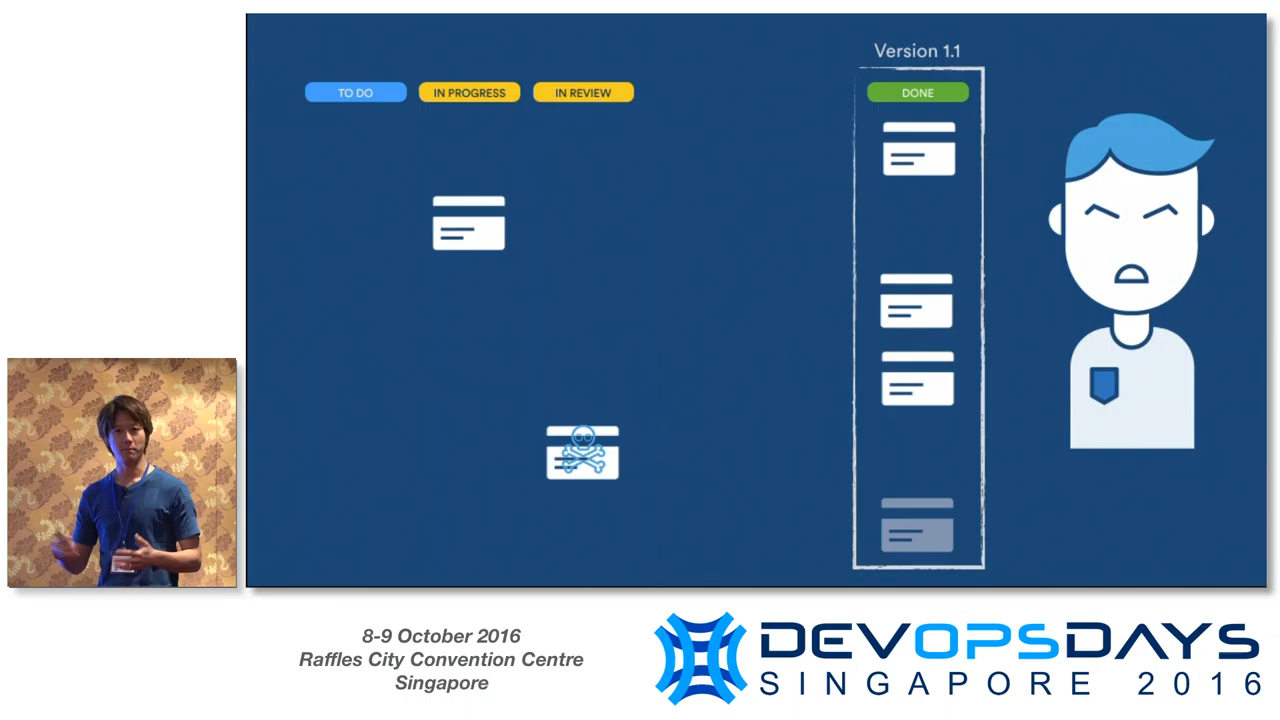 Version 1.1
TO DO
IN PROGRESS
IN REVIEW
DONE
8-9 October 2016
Raffles City Convention Centre
Singapore
DEVOPSDAYS
SINGAPORE 2016